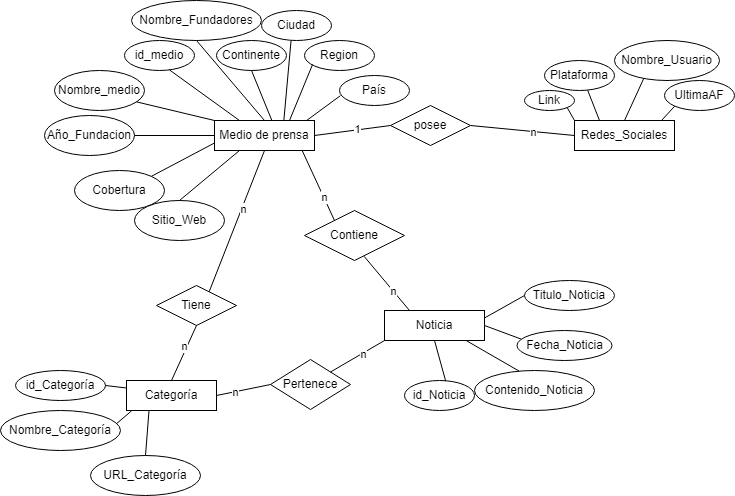 Nombre_Fundadores
Ciudad
id_medio
Continente
Region
Nombre_Usuario
Plataforma
Nombre_medio
País
Link
UltimaAF
Año_Fundacion
Medio de prensa
1
posee
n
Redes_Sociales
Cobertura
Sitio_Web
n
n
Contiene
Tiene
n
Titulo_Noticia
Noticia
n
n
Fecha_Noticia
id_Categoría
Pertenece
n
Categoría
id_Noticia
Contenido_Noticia
Nombre_Categoría
URL_Categoría